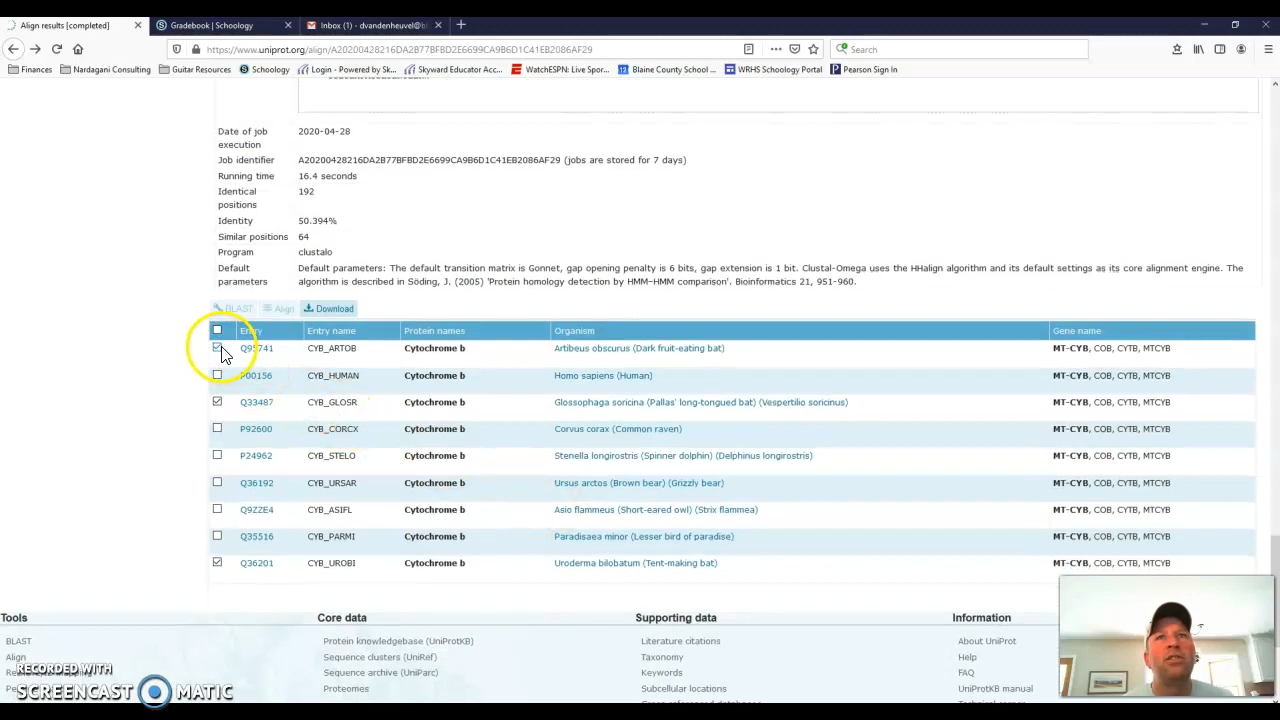 Align results [completed]
Gradebook | Schoology
Inbox (1) - dvandenheuvel@bl
https://www.uniprot.org/align/A20200428216DA2B77BFBD2E6699CA9B6D1C41EB2086AF29
Search
Finances
Nardagani Consulting
Guitar Resources
Schoology
Login - Powered by Sk...
Skyward Educator Acc...
WatchESPN: Live Spor...
Blaine County School ...
WRHS Schoology Portal
Pearson Sign In
Date of job execution 2020-04-28
Job identifier A20200428216DA2B77BFBD2E6699CA9B6D1C41EB2086AF29 (jobs are stored for 7 days)
Running time 16.4 seconds
Identical positions 192
Identity 50.394%
Similar positions 64
Program clustalo
Default parameters Default parameters: The default transition matrix is Gonnet, gap opening penalty is 6 bits, gap extension is 1 bit. Clustal-Omega uses the HHalign algorithm and its default settings as its core alignment engine. The
algorithm is described in Söding, J. (2005) 'Protein homology detection by HMM–HMM comparison'. Bioinformatics 21, 951-960.
BLAST Align Download
Entry Entry name Protein names Organism Gene name
Q95741 CYB_ARTOB Cytochrome b Artibeus obscurus (Dark fruit-eating bat) MT-CYB, COB, CYTB, MTCYB
P00156 CYB_HUMAN Cytochrome b Homo sapiens (Human) MT-CYB, COB, CYTB, MTCYB
Q33487 CYB_GLOSR Cytochrome b Glossophaga soricina (Pallas' long-tongued bat) (Vespertilio soricinus) MT-CYB, COB, CYTB, MTCYB
P92600 CYB_CORCX Cytochrome b Corvus corax (Common raven) MT-CYB, COB, CYTB, MTCYB
P24962 CYB_STELO Cytochrome b Stenella longirostris (Spinner dolphin) (Delphinus longirostris) MT-CYB, COB, CYTB, MTCYB
Q36192 CYB_URSAR Cytochrome b Ursus arctos (Brown bear) (Grizzly bear) MT-CYB, COB, CYTB, MTCYB
Q9ZZE4 CYB_ASIFL Cytochrome b Asio flammeus (Short-eared owl) (Strix flammea) MT-CYB, COB, CYTB, MTCYB
Q35516 CYB_PARMI Cytochrome b Paradisaea minor (Lesser bird of paradise) MT-CYB, COB, CYTB, MTCYB
Q36201 CYB_UROBI Cytochrome b Uroderma bilobatum (Tent-making bat) MT-CYB, COB, CYTB, MTCYB
Tools Core data Supporting data Information
BLAST Protein knowledgebase (UniProtKB) Literature citations About UniProt
Align Sequence clusters (UniRef) Taxonomy Help
Sequence archive (UniParc) Keywords FAQ
Proteomes Subcellular locations UniProtKB manual
RECORDED WITH
SCREENCAST MATIC